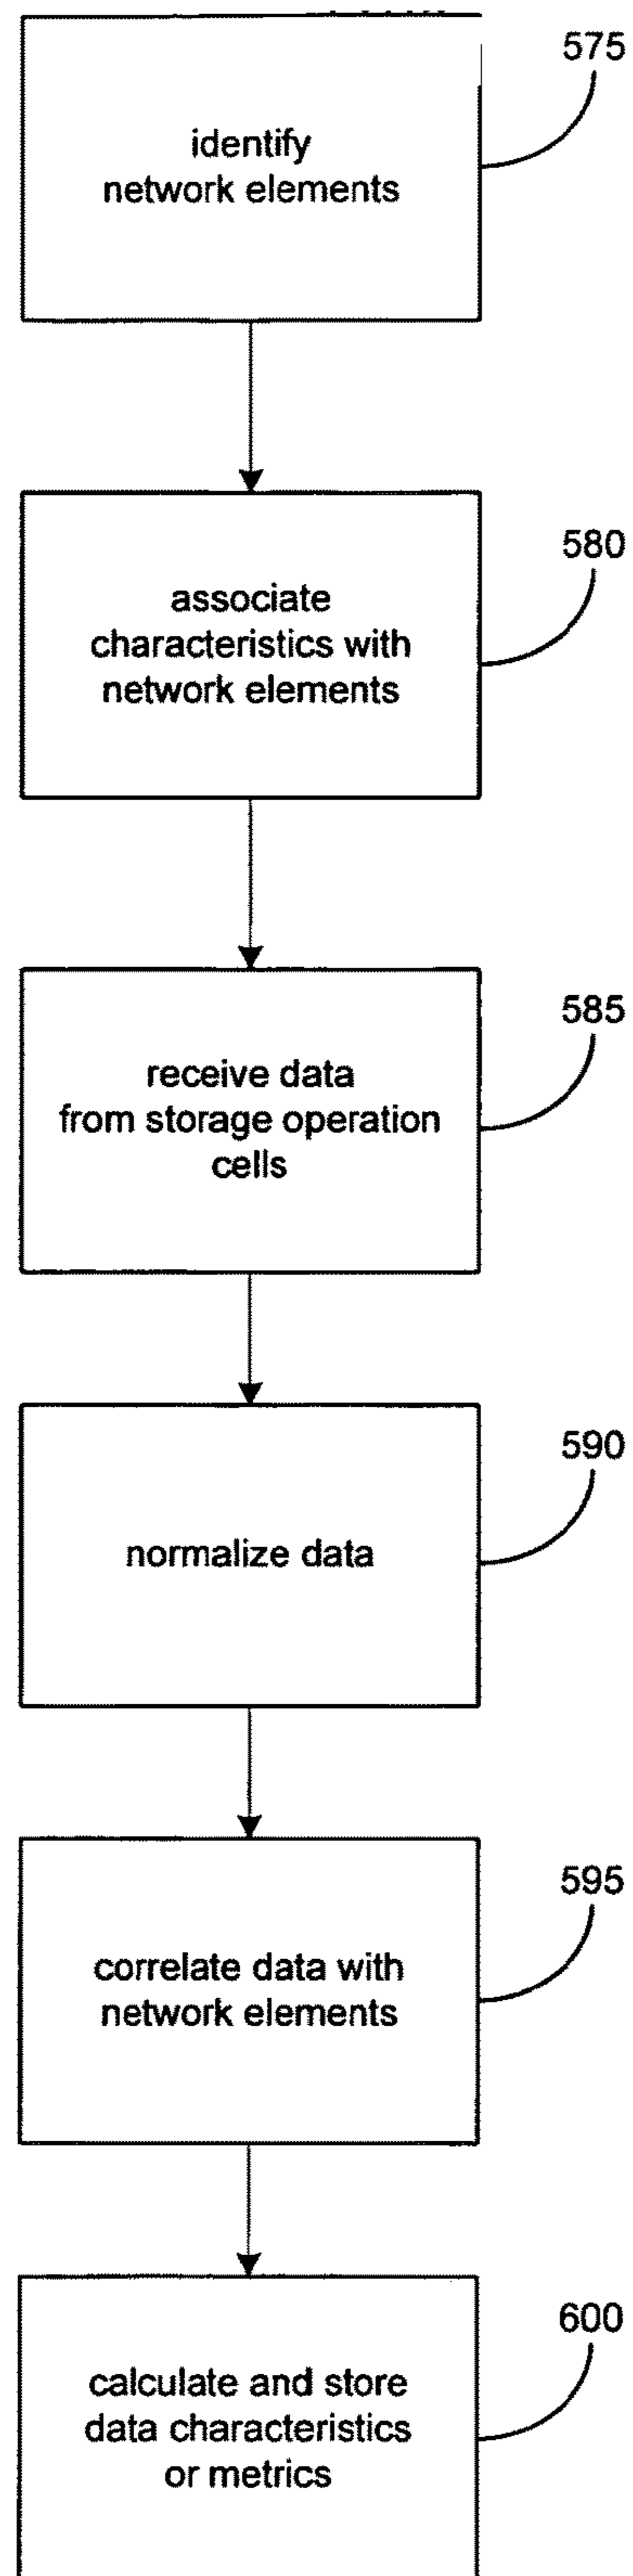 575
identify
network elements
580
associate
characteristics with
network elements
585
receive data
from storage operation
cells
590
normalize data
595
correlate data with
network elements
600
calculate and store
data characteristics
or metrics